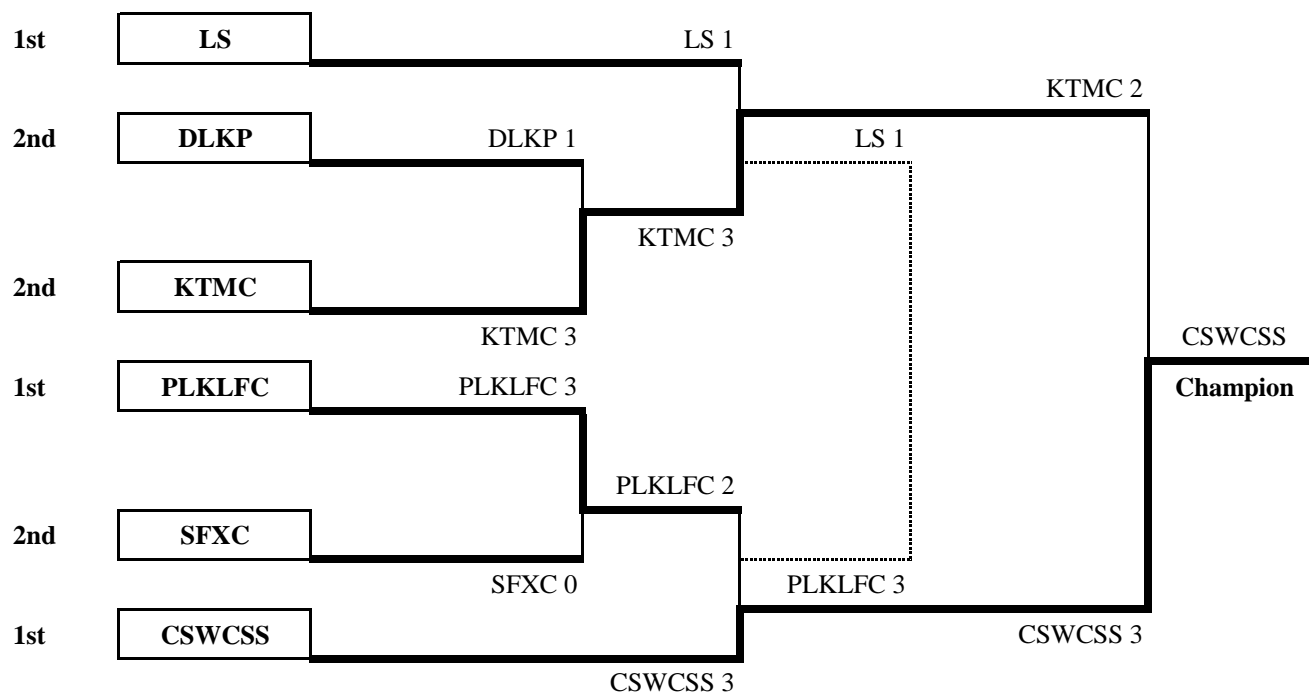 1st LS LS 1
KTMC 2
2nd DLKP DLKP 1 LS 1
KTMC 3
2nd KTMC
KTMC 3 CSWCSS
1st PLKLFC PLKLFC 3 Champion
PLKLFC 2
2nd SFXC
SFXC 0 PLKLFC 3
1st CSWCSS CSWCSS 3
CSWCSS 3